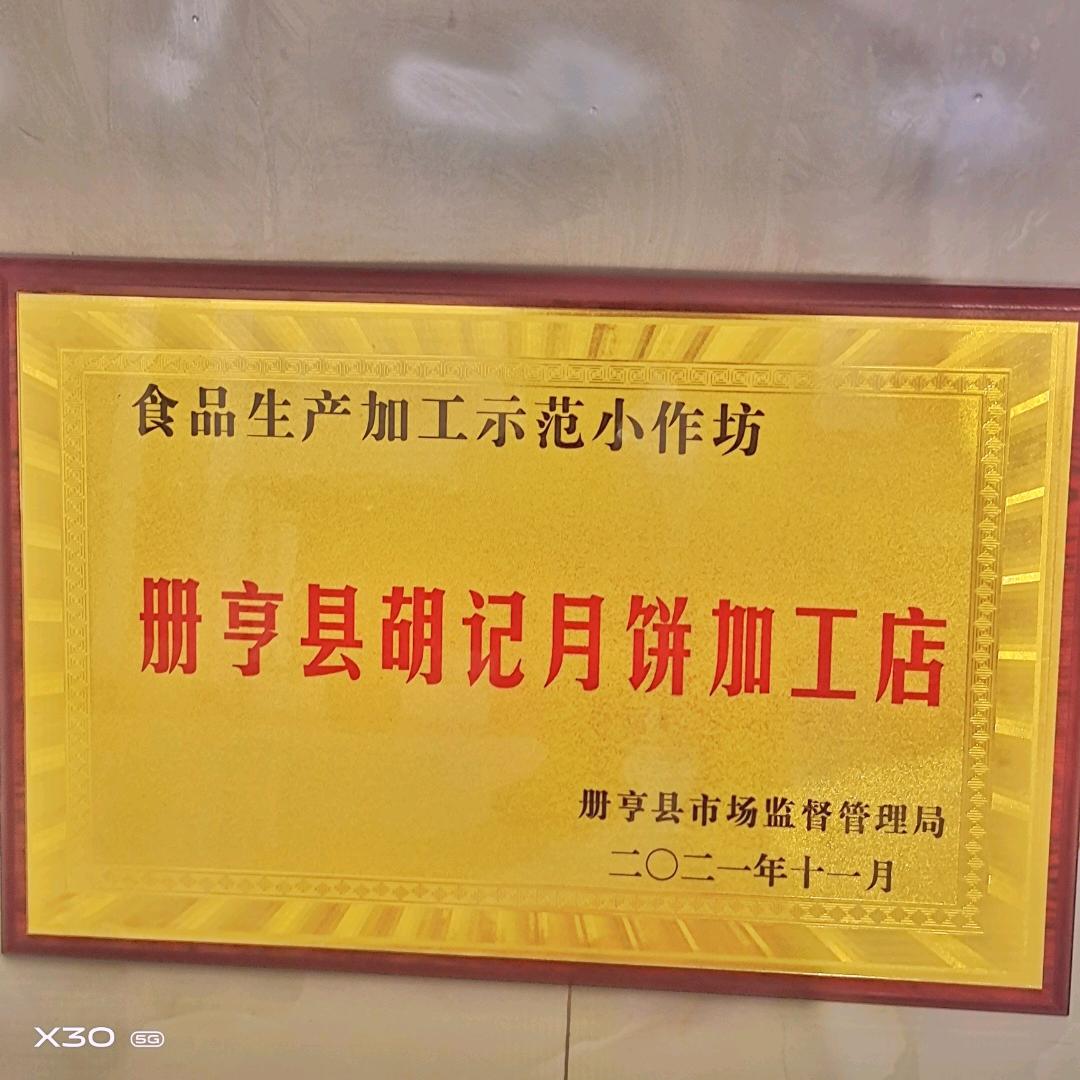 食品生产加工示范小作坊
册亨县胡记月饼加工店
册亨县市场监督管理局
二〇二一年十一月
X30 5G